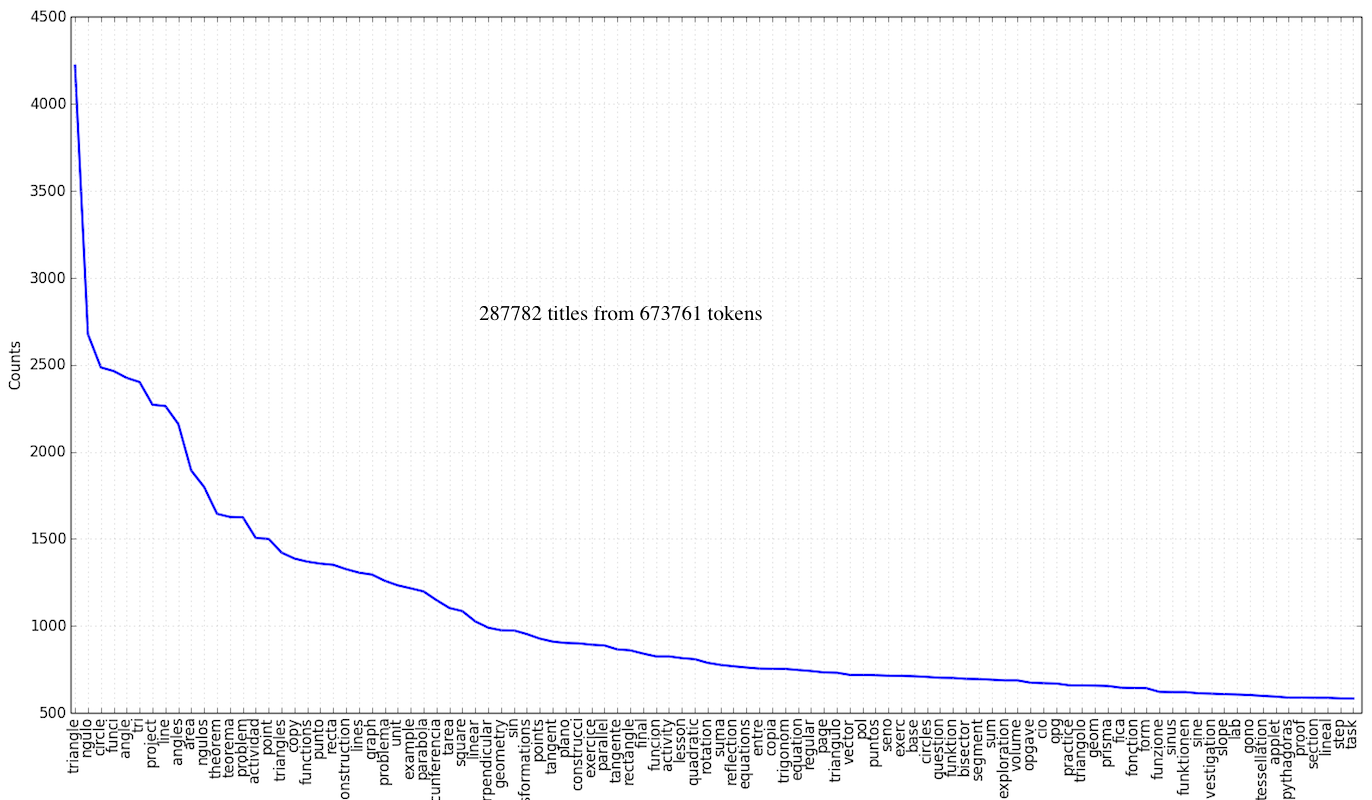 4500
4000
3500
3000
2500
2000
1500
1000
500
Counts
287782 titles from 673761 tokens
triangle
ngulo
circle
funci
angle
tri
project
line
angles
area
ngulos
theorem
teorema
problem
actividad
point
triangles
copy
functions
punto
recta
onstruction
lines
graph
problema
unit
example
parabola
cunferencia
tarea
square
linear
rpendicular
geometry
sin
sformations
points
tangent
plano
construcci
exercice
parallel
tangente
rectangle
final
funcion
activity
lesson
quadratic
rotation
suma
reflection
equations
entre
copia
trigonom
equation
regular
page
triangulo
vector
pol
puntos
seno
exerc
base
circles
question
funktion
bisector
segment
sum
exploration
volume
opgave
cio
opg
practice
triangolo
geom
prisma
fica
fonction
form
funzione
sinus
funktionen
sine
vestigation
slope
lab
gono
tessellation
applet
pythagoras
proof
section
lineal
step
task